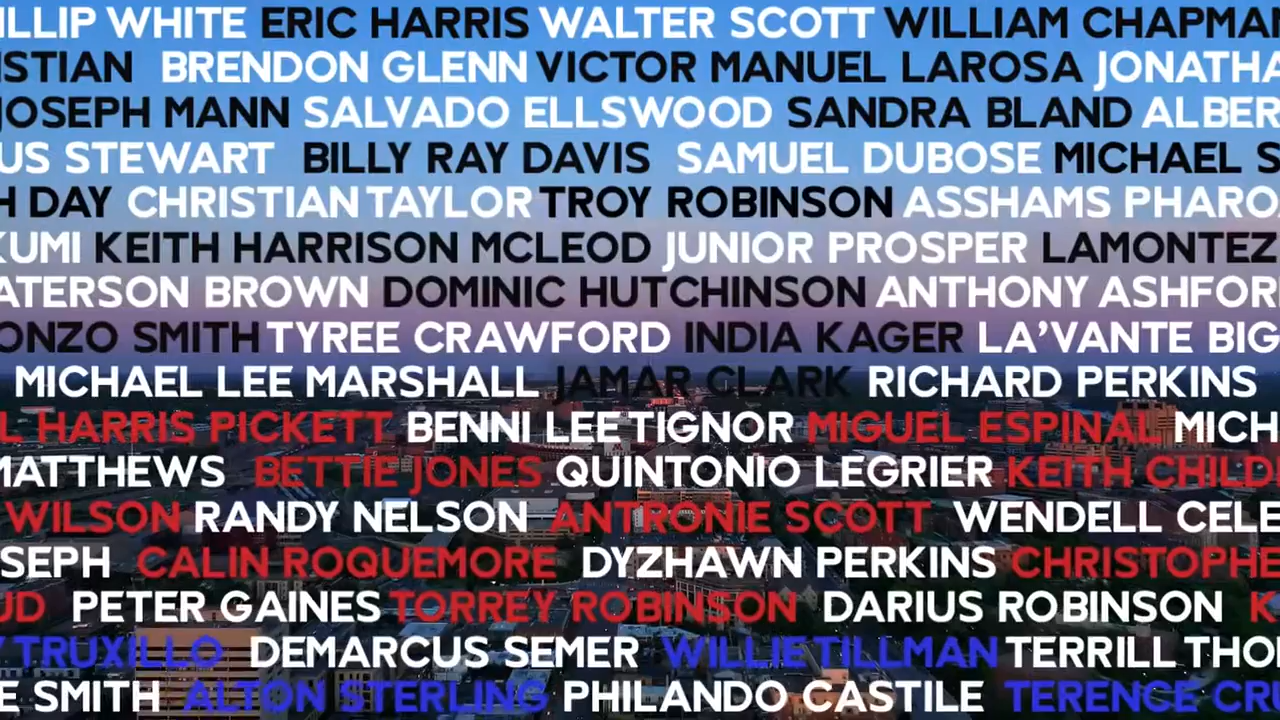 ILLIP WHITE ERIC HARRIS WALTER SCOTT WILLIAM CHAPMAN
ISTIAN BRENDON GLENN VICTOR MANUEL LAROSA JONATHA
JOSEPH MANN SALVADO ELLSWOOD SANDRA BLAND ALBER
US STEWART BILLY RAY DAVIS SAMUEL DUBOSE MICHAEL S
H DAY CHRISTIAN TAYLOR TROY ROBINSON ASSHAMS PHARO
KUMI KEITH HARRISON MCLEOD JUNIOR PROSPER LAMONTEZ
ATERSON BROWN DOMINIC HUTCHINSON ANTHONY ASHFOR
ONZO SMITH TYREE CRAWFORD INDIA KAGER LA'VANTE BIG
MICHAEL LEE MARSHALL JAMAR CLARK RICHARD PERKINS
L HARRIS PICKETT BENNI LEE TIGNOR MIGUEL ESPINAL MICH
MATTHEWS BETTIE JONES QUINTONIO LEGRIER KEITH CHILD
WILSON RANDY NELSON ANTRONIE SCOTT WENDELL CELE
SEPH CALIN ROQUEMORE DYZHAWN PERKINS CHRISTOPHE
UD PETER GAINES TORREY ROBINSON DARIUS ROBINSON K
Y TRUXILLO DEMARCUS SEMER WILLIE TILLMAN TERRILL THO
E SMITH ALTON STERLING PHILANDO CASTILE TERENCE CRU